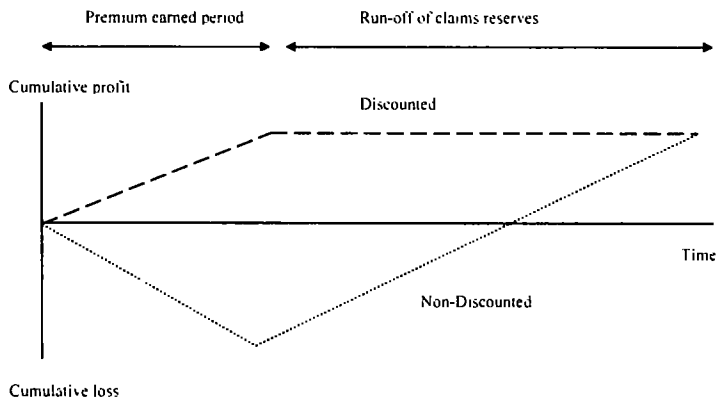 Premium earned period
Run-off of claims reserves
Cumulative profit
Discounted
Time
Non-Discounted
Cumulative loss